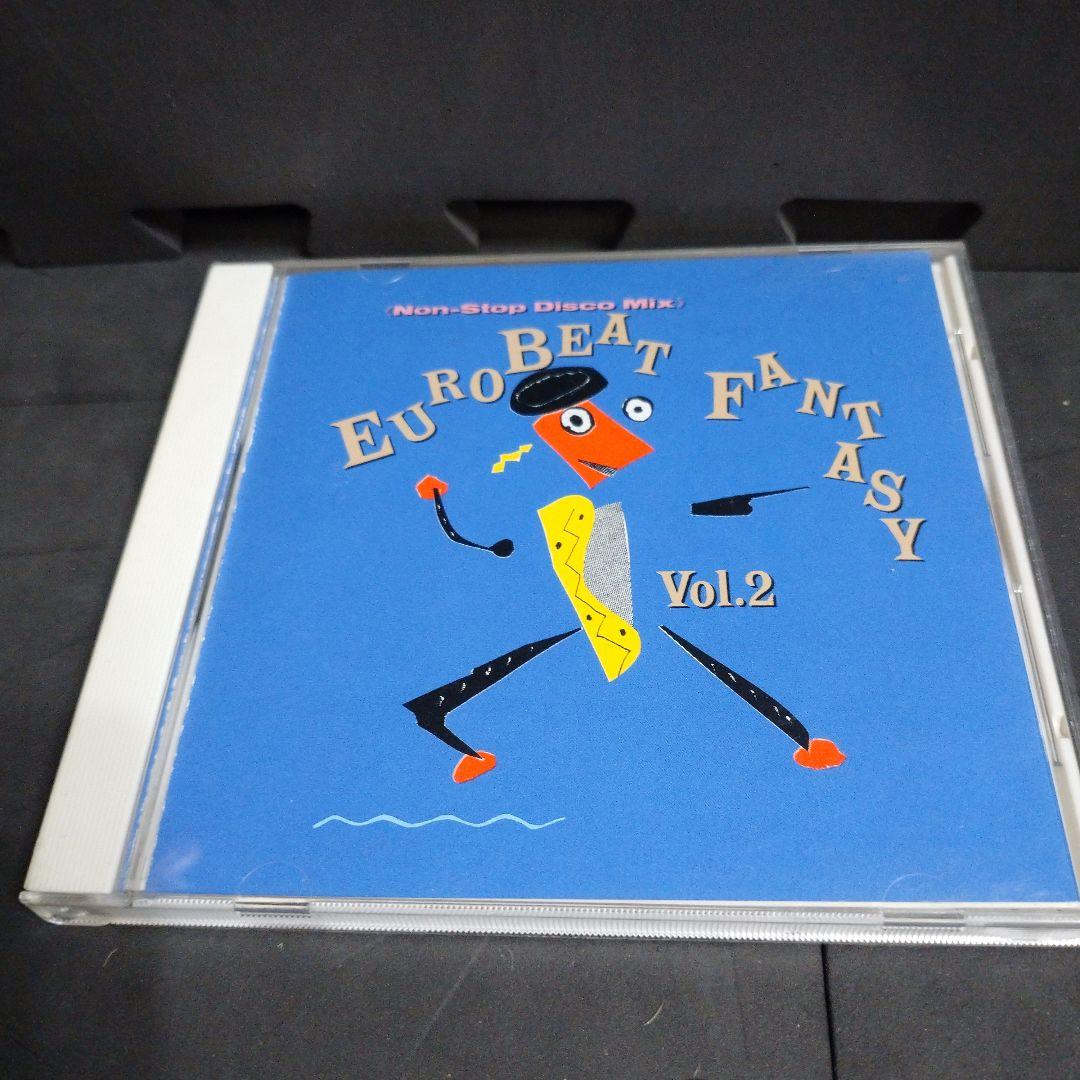 〈Non-Stop Disco Mix〉
EUROBEAT FANTASY
Vol.2